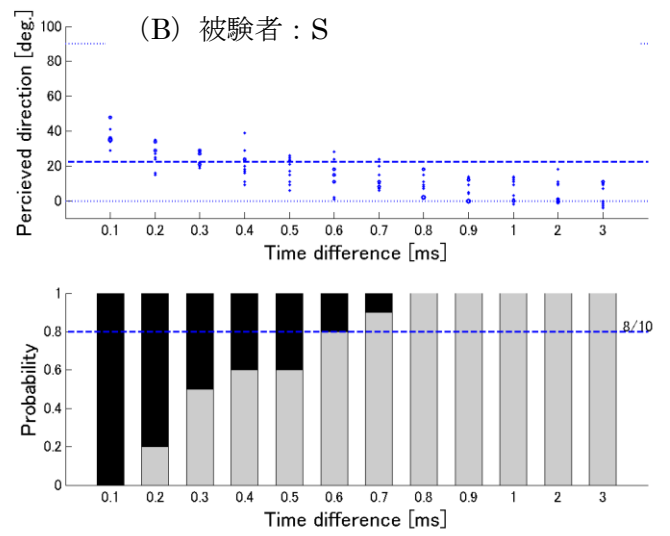 (B) 被験者：S
Percieved direction [deg.]
100
80
60
40
20
0
0.1 0.2 0.3 0.4 0.5 0.6 0.7 0.8 0.9 1 2 3
Time difference [ms]
Probability
1
0.8
0.6
0.4
0.2
0
8/10
0.1 0.2 0.3 0.4 0.5 0.6 0.7 0.8 0.9 1 2 3
Time difference [ms]